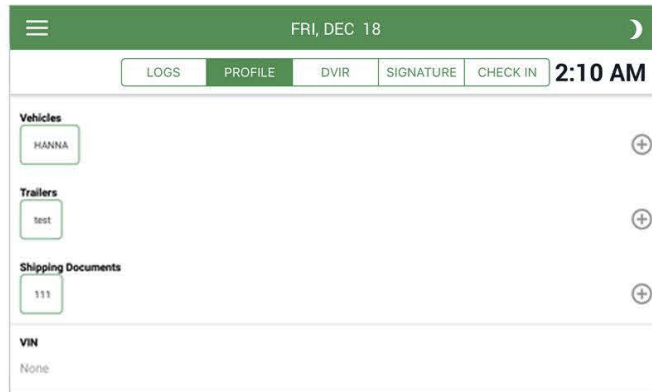 FRI, DEC 18
LOGS PROFILE DVIR SIGNATURE CHECK IN 2:10 AM
Vehicles
HANNA
Trailers
test
Shipping Documents
111
VIN
None